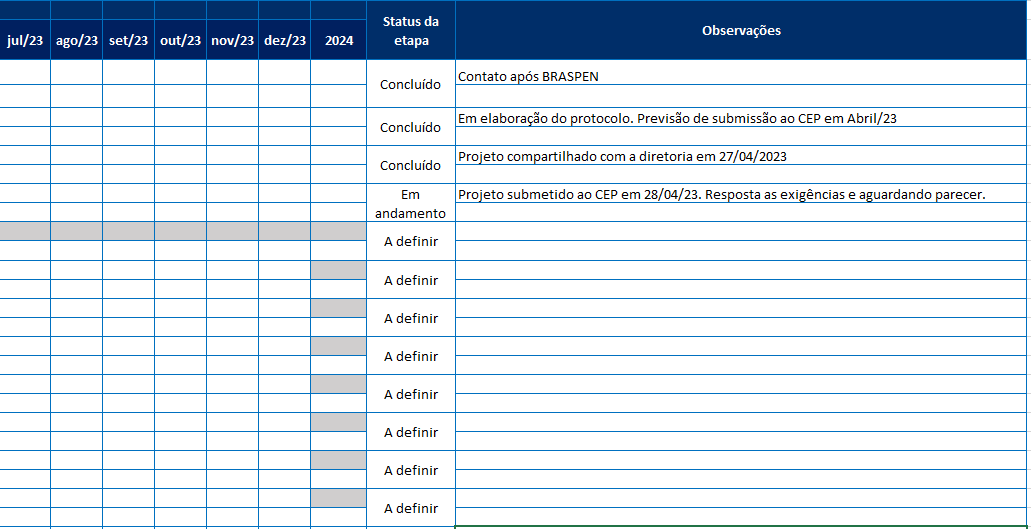 jul/23 ago/23 set/23 out/23 nov/23 dez/23 2024 Status da etapa Observações
Concluído Contato após BRASPEN
Concluído Em elaboração do protocolo. Previsão de submissão ao CEP em Abril/23
Concluído Projeto compartilhado com a diretoria em 27/04/2023
Em andamento Projeto submetido ao CEP em 28/04/23. Resposta as exigências e aguardando parecer.
A definir
A definir
A definir
A definir
A definir
A definir
A definir
A definir